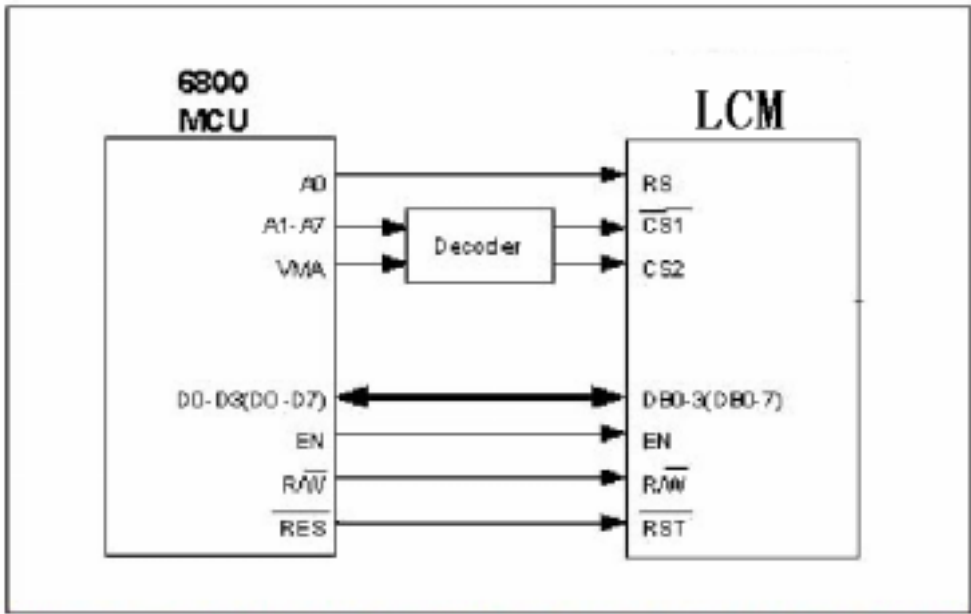 6800
MCU
LCM
A0
RS
A1-A7
Decoder
CS1
VMA
CS2
D0-D3(D0-D7)
DB0-3(DB0-7)
EN
EN
R/W
R/W
RES
RST